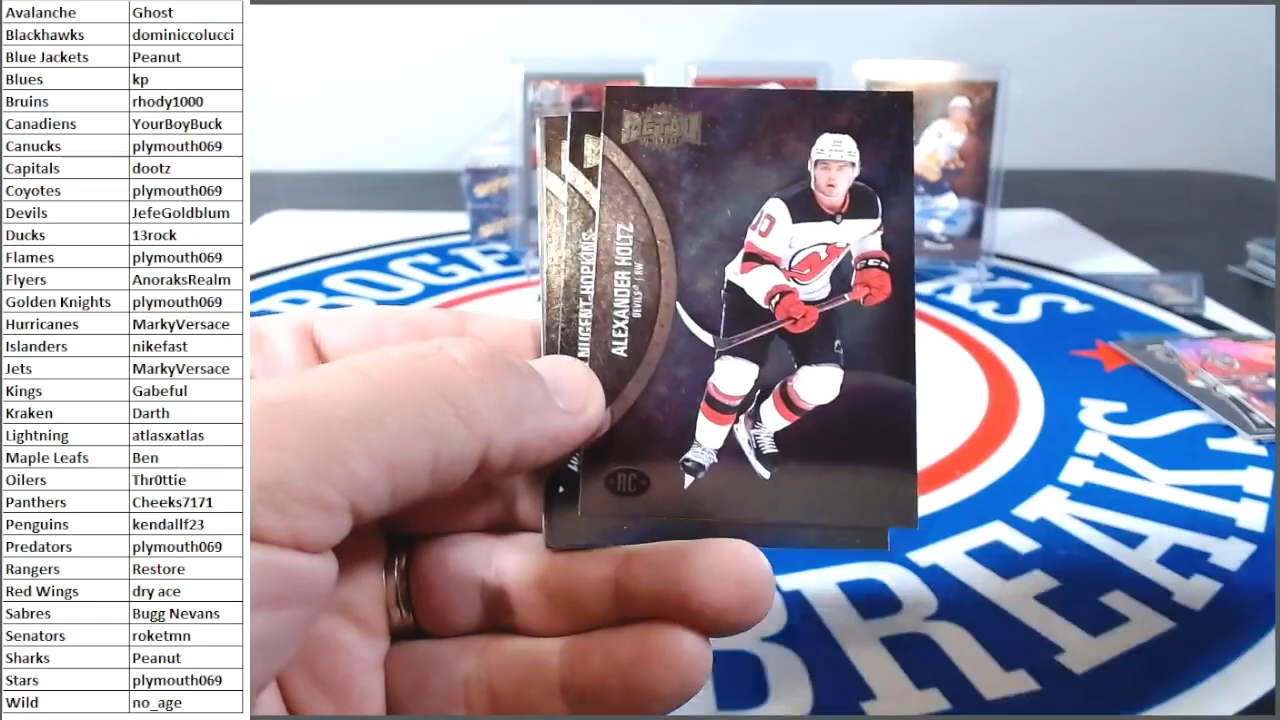 Avalanche Ghost
Blackhawks dominiccolucci
Blue Jackets Peanut
Blues kp
Bruins rhody1000
Canadiens YourBoyBuck
Canucks plymouth069
Capitals dootz
Coyotes plymouth069
Devils JefeGoldblum
Ducks 13rock
Flames plymouth069
Flyers AnoraksRealm
Golden Knights plymouth069
Hurricanes MarkyVersace
Islanders nikefast
Jets MarkyVersace
Kings Gabeful
Kraken Darth
Lightning atlasxatlas
Maple Leafs Ben
Oilers Thr0ttie
Panthers Cheeks7171
Penguins kendallf23
Predators plymouth069
Rangers Restore
Red Wings dry ace
Sabres Bugg Nevans
Senators roketmn
Sharks Peanut
Stars plymouth069
Wild no_age
METAL
UNIVERSE
NUGENT-HOPKINS
ALEXANDER HOLTZ
DEVILS® / RW
RC
10
CCM
BREAKS